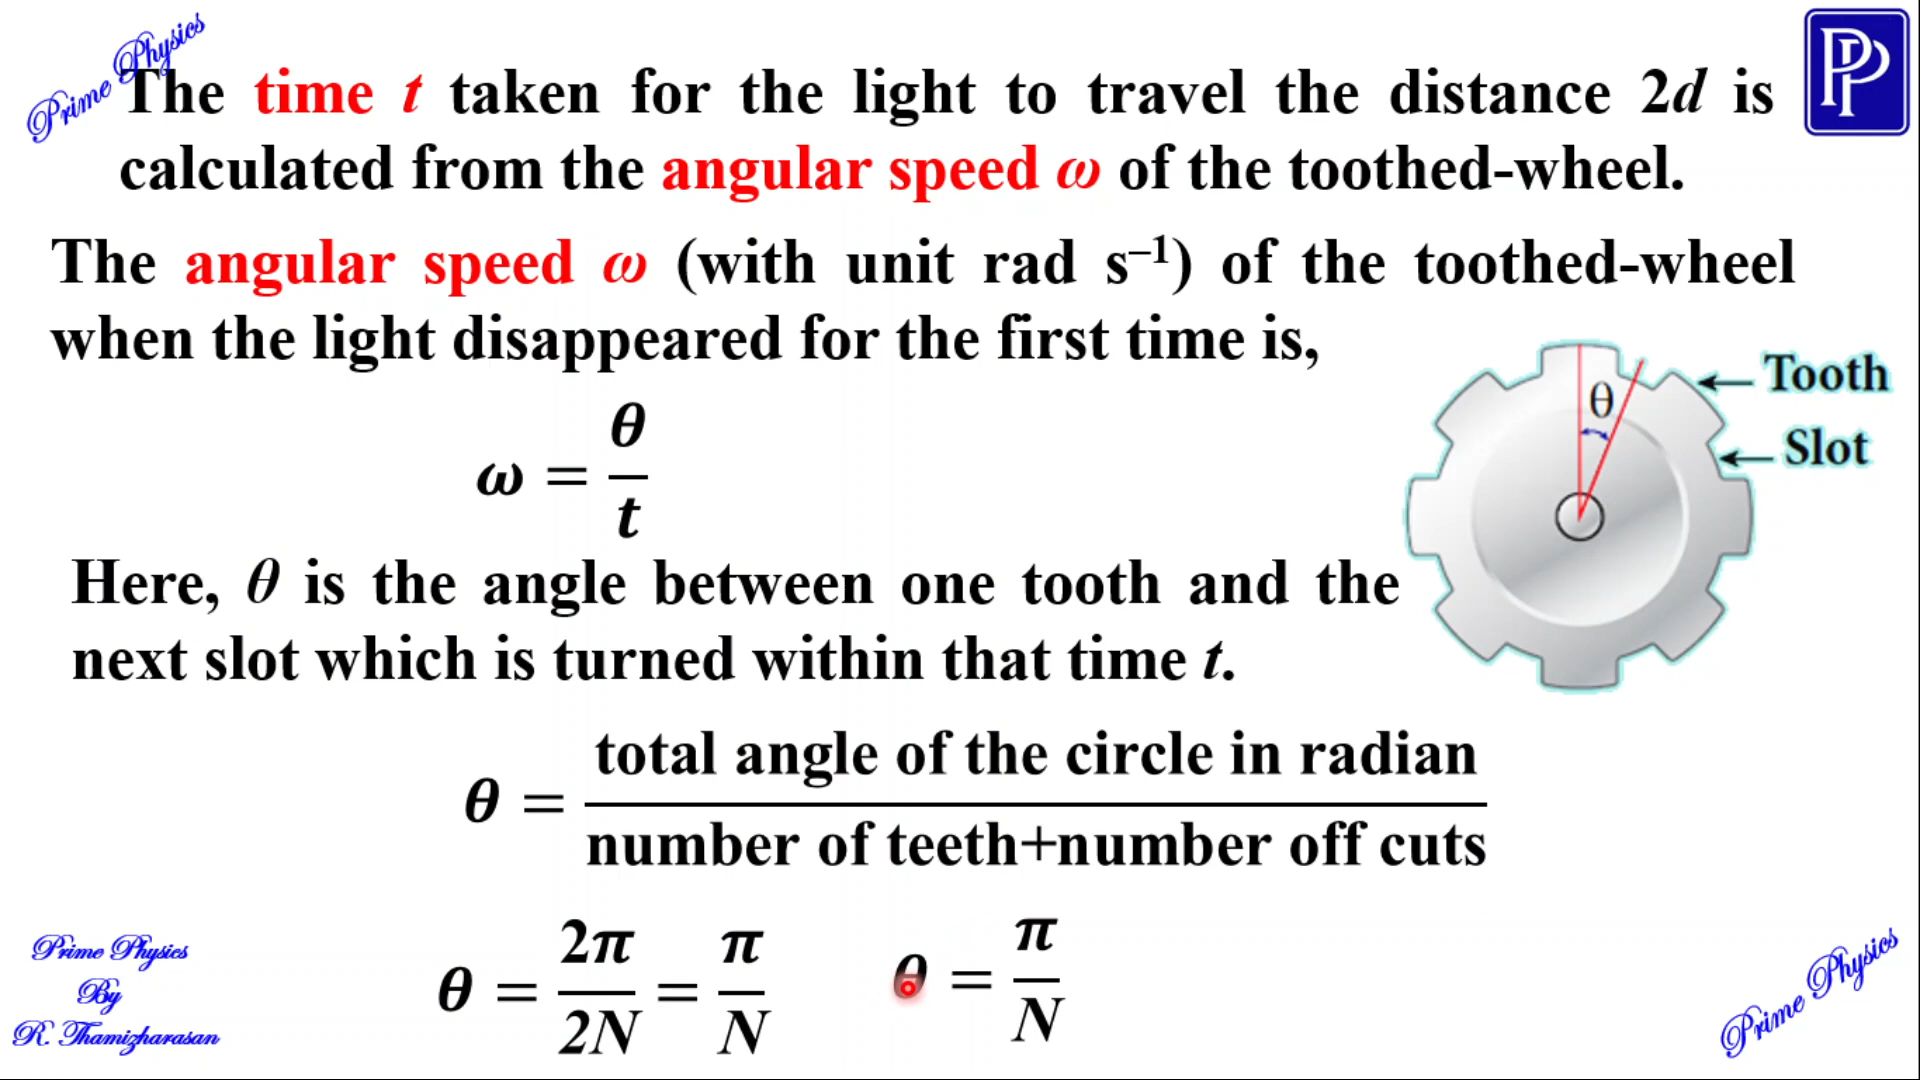 Prime Physics
The time t taken for the light to travel the distance 2d is
calculated from the angular speed ω of the toothed-wheel.
The angular speed ω (with unit rad s⁻¹) of the toothed-wheel
when the light disappeared for the first time is,
Tooth
θ
Slot
ω = θ/t
Here, θ is the angle between one tooth and the
next slot which is turned within that time t.
θ = total angle of the circle in radian / number of teeth+number off cuts
θ = 2π/2N = π/N
θ = π/N
Prime Physics
By
R. Thamizharasan
Prime Physics
PP